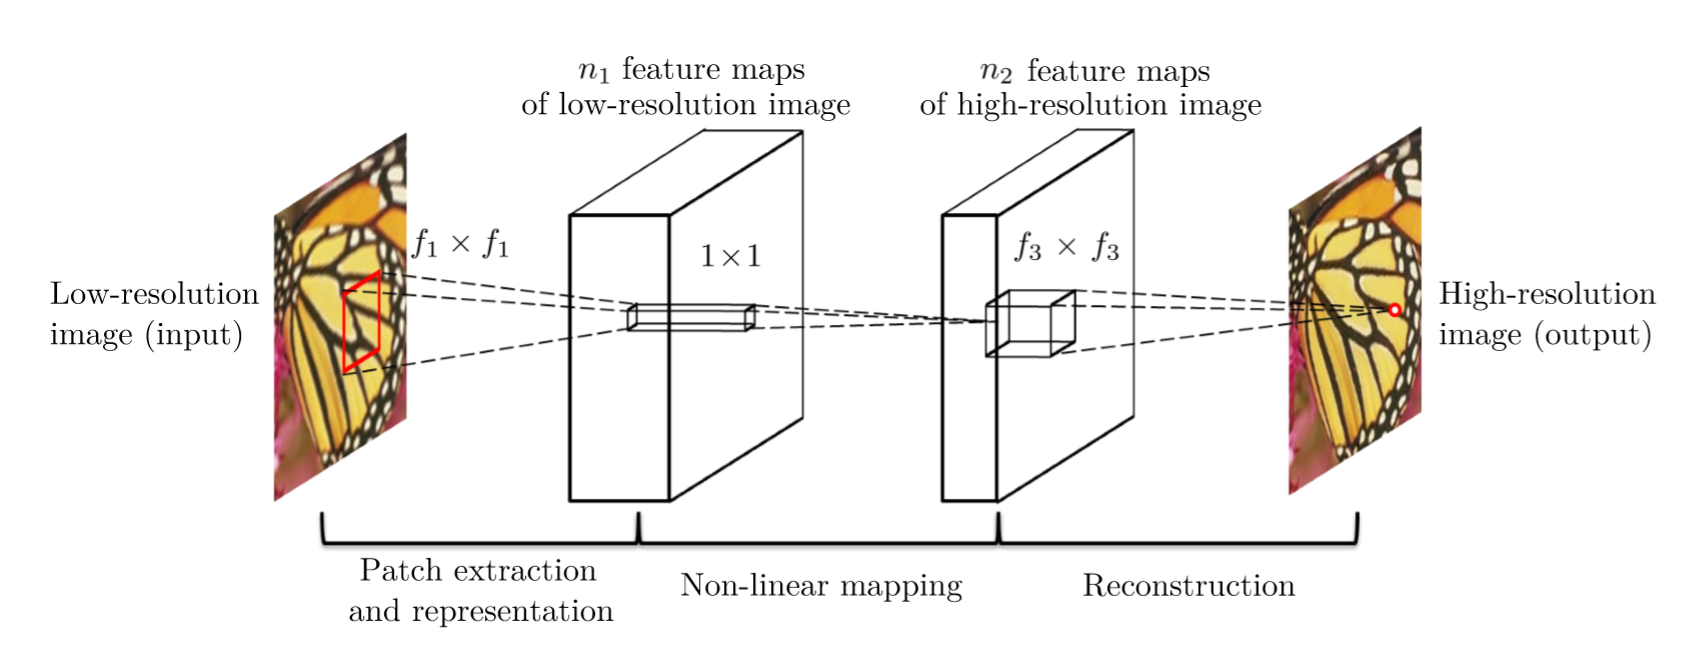 n₁ feature maps
of low-resolution image
n₂ feature maps
of high-resolution image
f₁ × f₁
1×1
f₃ × f₃
Low-resolution
image (input)
High-resolution
image (output)
Patch extraction
and representation
Non-linear mapping
Reconstruction